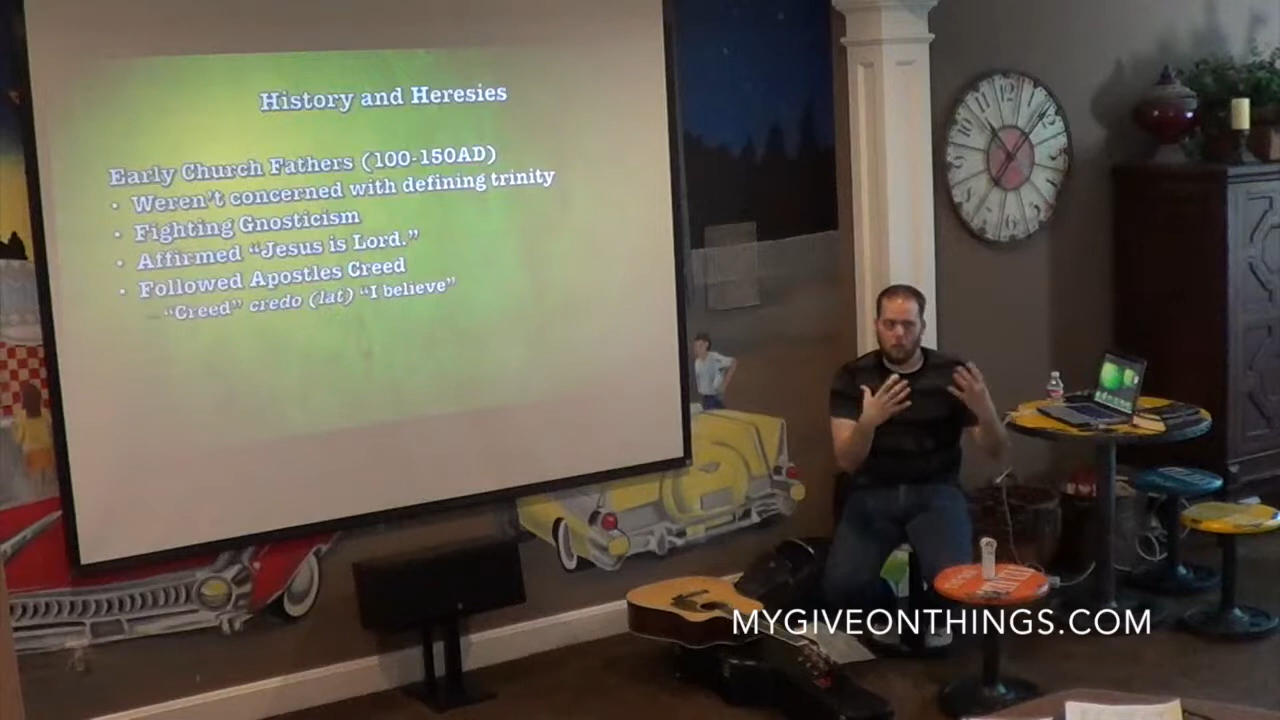 History and Heresies
Early Church Fathers (100-150AD)
• Weren't concerned with defining trinity
• Fighting Gnosticism
• Affirmed "Jesus is Lord."
• Followed Apostles Creed
– "Creed" credo (lat) "I believe"
MYGIVEONTHINGS.COM